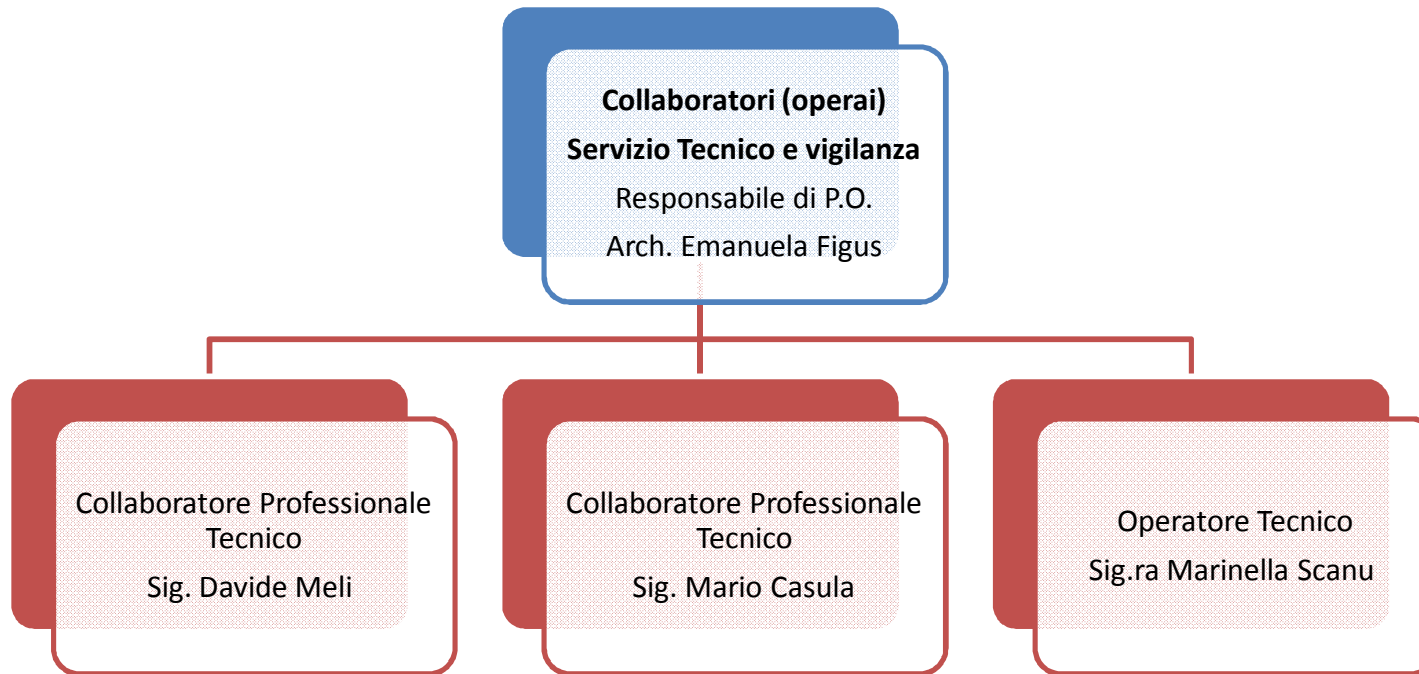 Collaboratori (operai)
Servizio Tecnico e vigilanza
Responsabile di P.O.
Arch. Emanuela Figus
Collaboratore Professionale
Tecnico
Sig. Davide Meli
Collaboratore Professionale
Tecnico
Sig. Mario Casula
Operatore Tecnico
Sig.ra Marinella Scanu